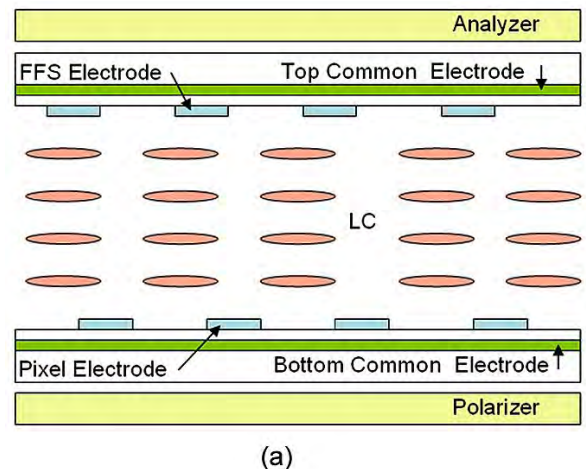 Analyzer
FFS Electrode
Top Common Electrode
LC
Pixel Electrode
Bottom Common Electrode
Polarizer
(a)